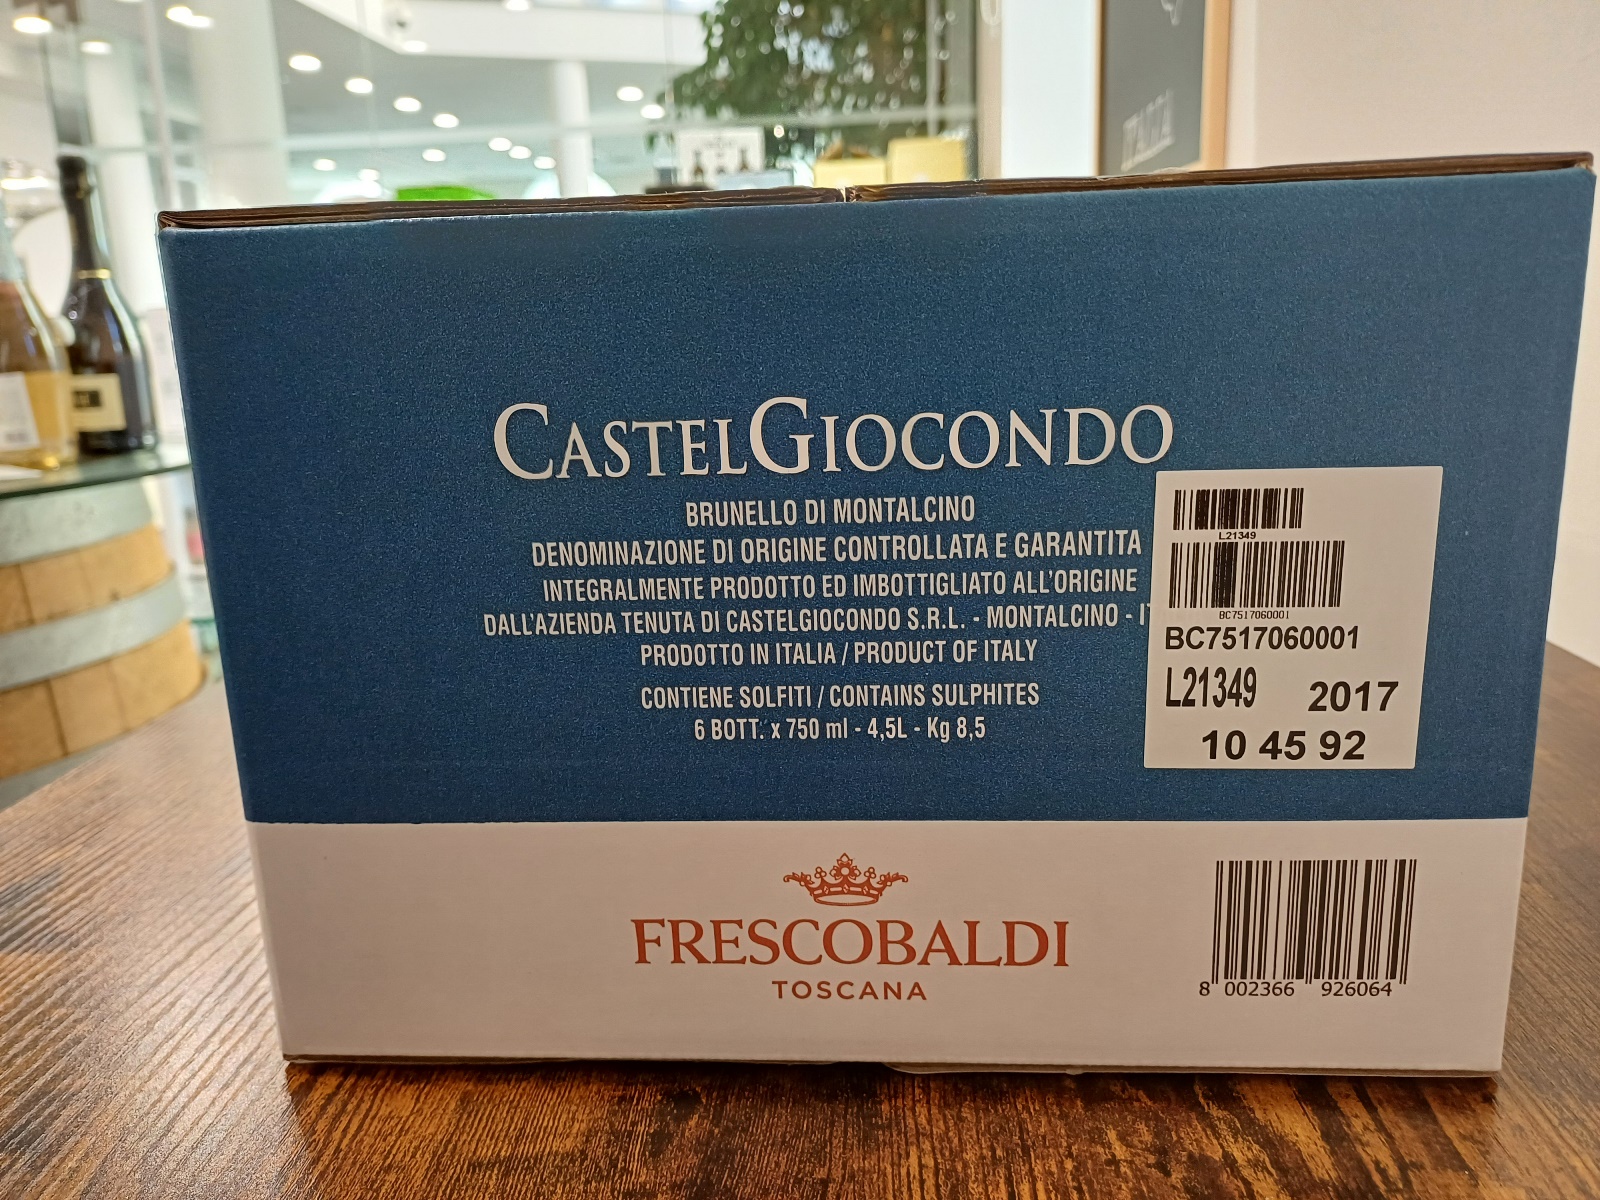 ITALIA
CASTELGIOCONDO
BRUNELLO DI MONTALCINO
DENOMINAZIONE DI ORIGINE CONTROLLATA E GARANTITA
INTEGRALMENTE PRODOTTO ED IMBOTTIGLIATO ALL'ORIGINE
DALL'AZIENDA TENUTA DI CASTELGIOCONDO S.R.L. - MONTALCINO - IT
PRODOTTO IN ITALIA / PRODUCT OF ITALY
CONTIENE SOLFITI / CONTAINS SULPHITES
6 BOTT. x 750 ml - 4,5L - Kg 8,5
L21349
BC7517060001
BC7517060001
L21349 2017
10 45 92
FRESCOBALDI
TOSCANA
8 002366 926064